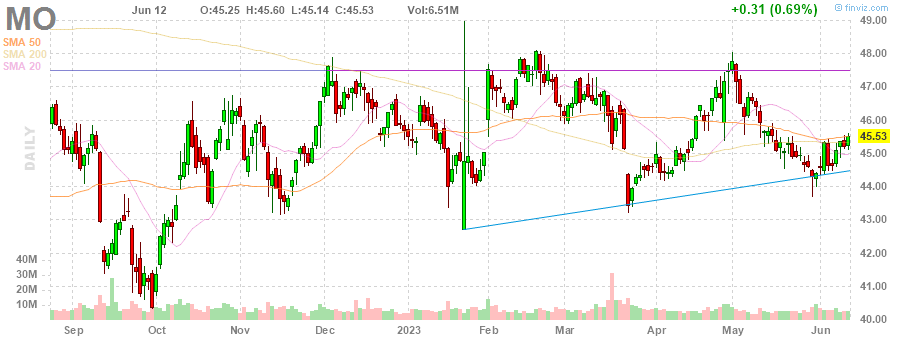 MO Jun 12 O:45.25 H:45.60 L:45.14 C:45.53 Vol:6.51M +0.31 (0.69%) @ finviz.com
SMA 50
SMA 200
SMA 20
DAILY
49.00
48.00
47.00
46.00
45.53
45.00
44.00
43.00
42.00
41.00
40.00
40M
30M
20M
10M
Sep Oct Nov Dec 2023 Feb Mar Apr May Jun